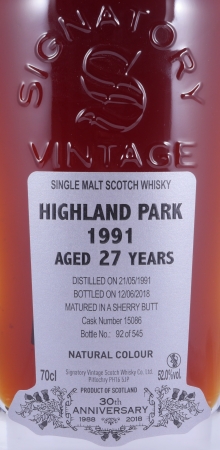 SIGNATORY
S
VINTAGE
SINGLE MALT SCOTCH WHISKY
HIGHLAND PARK
1991
AGED 27 YEARS
DISTILLED ON 21/05/1991
BOTTLED ON 12/06/2018
MATURED IN A SHERRY BUTT
Cask Number 15086
Bottle No.: 92 of 545
NATURAL COLOUR
70cl
Signatory Vintage Scotch Whisky Co. Ltd.
Pitlochry PH16 5JP
52.0%vol
PRODUCT OF SCOTLAND
30th
ANNIVERSARY
1988 2018